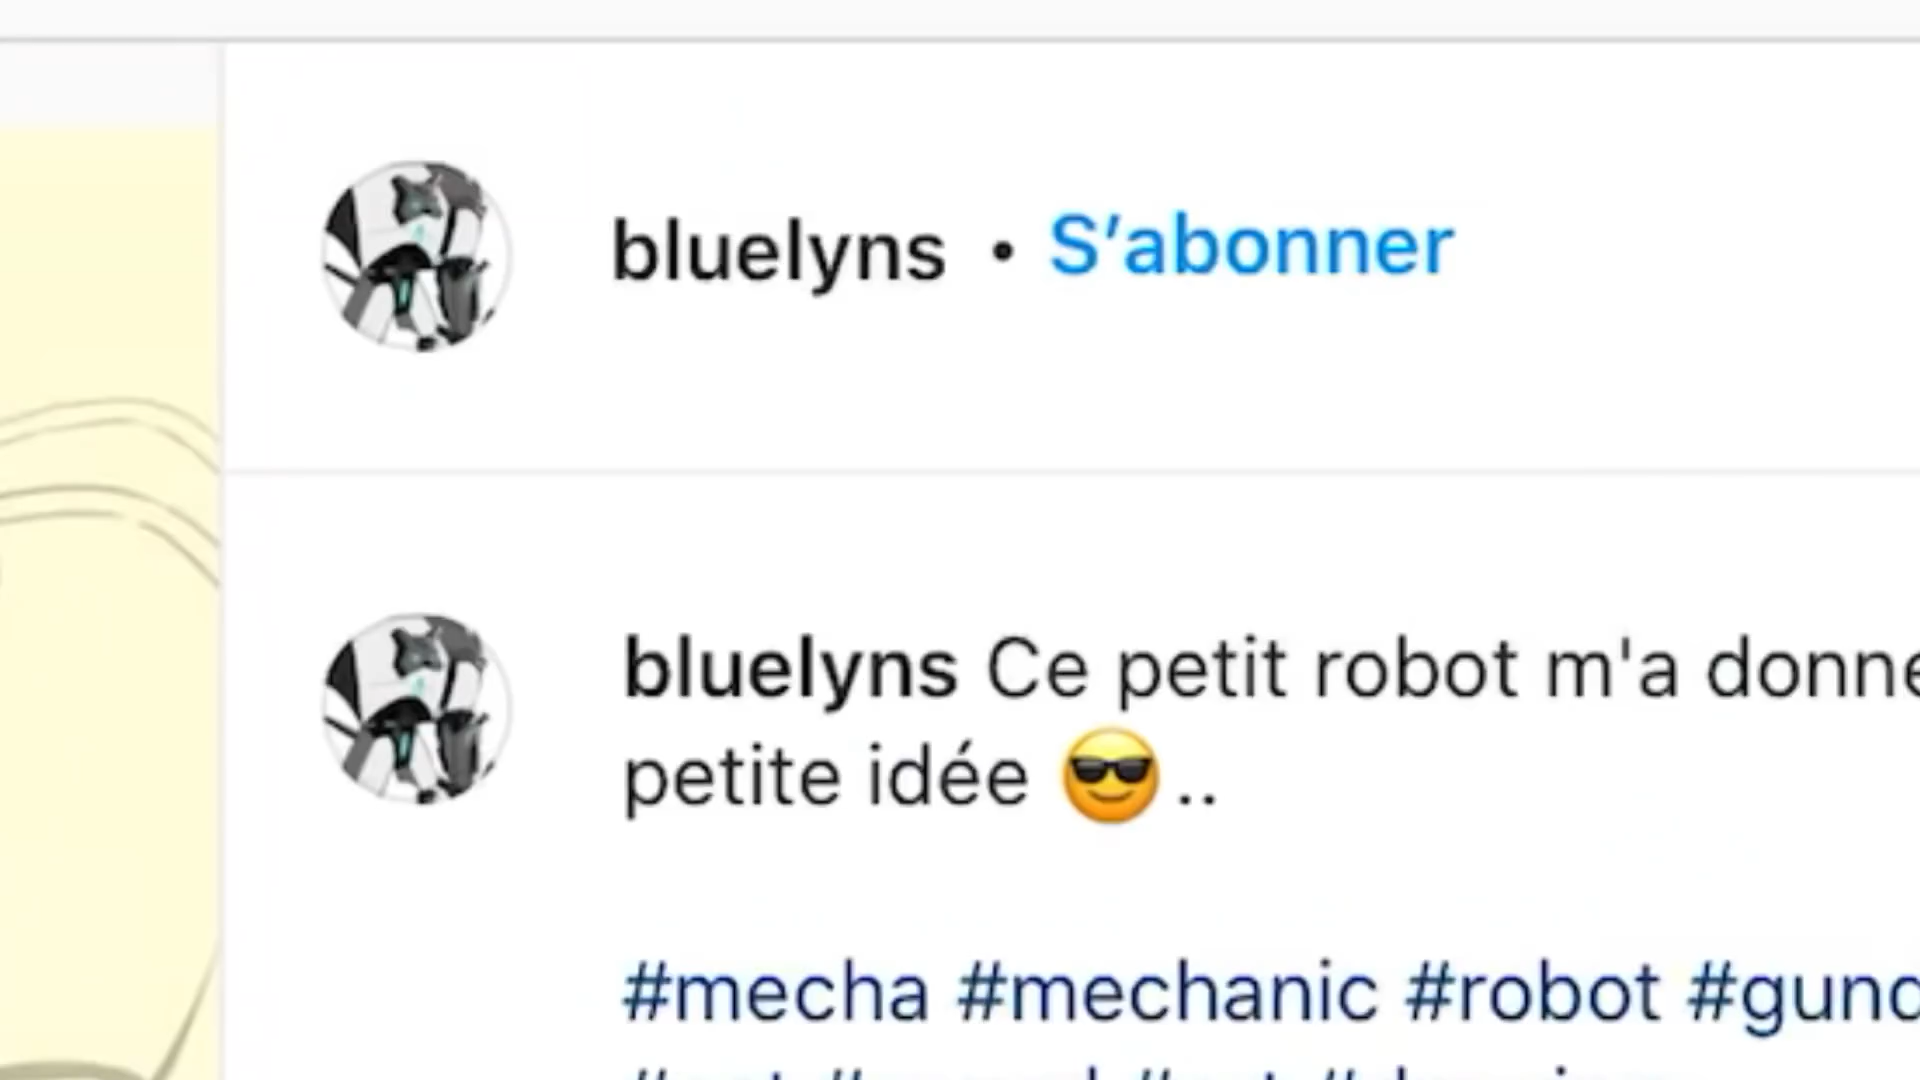 bluelyns • S’abonner
bluelyns Ce petit robot m'a donne
petite idée 😎..
#mecha #mechanic #robot #gund